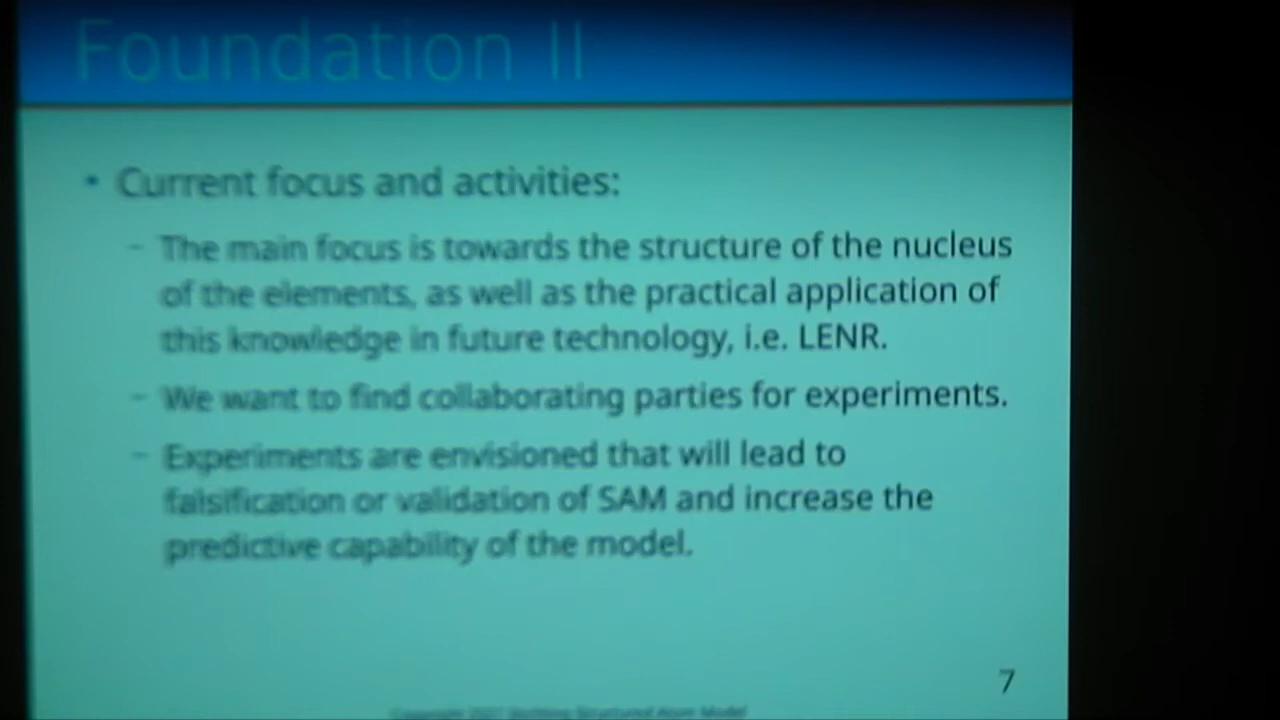 Foundation II
• Current focus and activities:
– The main focus is towards the structure of the nucleus
of the elements, as well as the practical application of
this knowledge in future technology, i.e. LENR.
– We want to find collaborating parties for experiments.
– Experiments are envisioned that will lead to
falsification or validation of SAM and increase the
predictive capability of the model.
7
Structured Atom Model